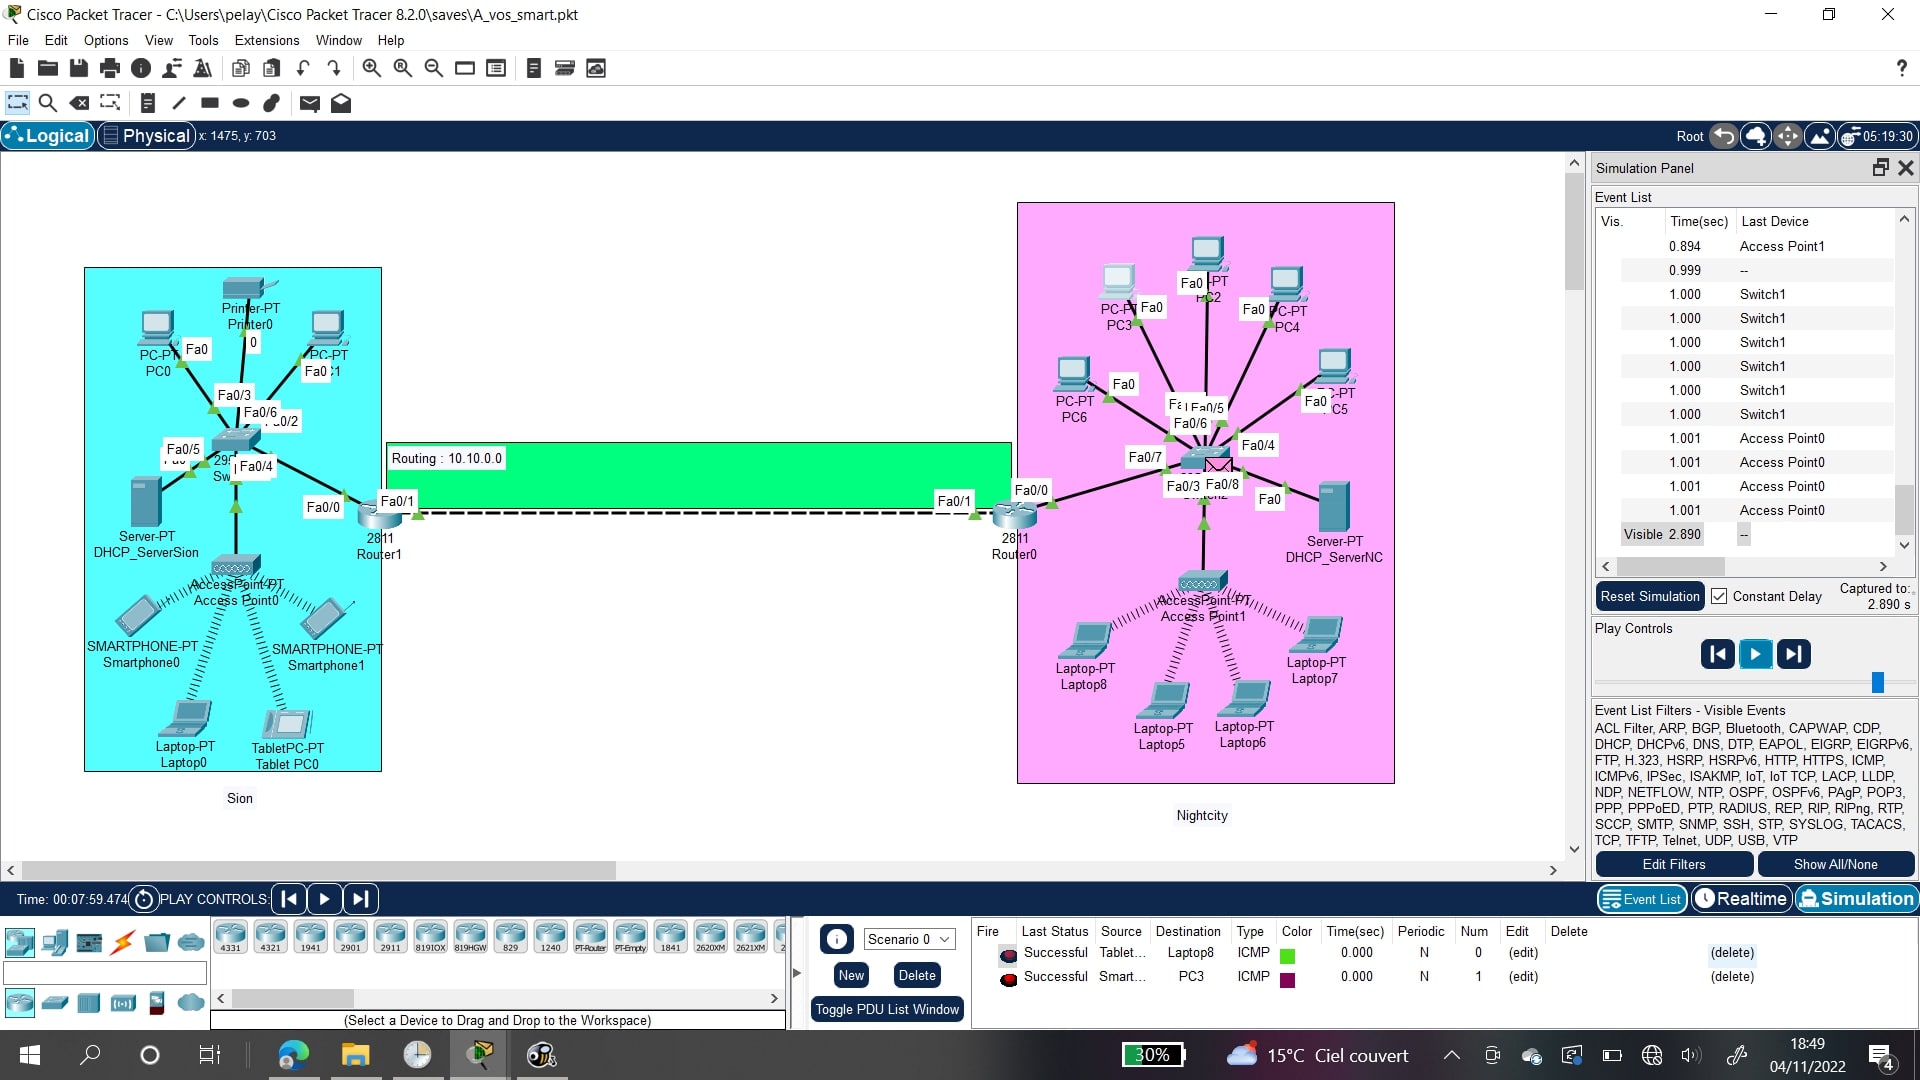 Cisco Packet Tracer - C:\Users\pelay\Cisco Packet Tracer 8.2.0\saves\A_vos_smart.pkt
File Edit Options View Tools Extensions Window Help
Logical Physical x: 1475, y: 703 Root 05:19:30
Simulation Panel
Event List
Vis. Time(sec) Last Device
0.894 Access Point1
0.999 --
1.000 Switch1
1.000 Switch1
1.000 Switch1
1.000 Switch1
1.000 Switch1
1.000 Switch1
1.001 Access Point0
1.001 Access Point0
1.001 Access Point0
1.001 Access Point0
Visible 2.890 --
Reset Simulation Constant Delay Captured to:
2.890 s
Play Controls
Event List Filters - Visible Events
ACL Filter, ARP, BGP, Bluetooth, CAPWAP, CDP,
DHCP, DHCPv6, DNS, DTP, EAPOL, EIGRP, EIGRPv6,
FTP, H.323, HSRP, HSRPv6, HTTP, HTTPS, ICMP,
ICMPv6, IPSec, ISAKMP, IoT, IoT TCP, LACP, LLDP,
NDP, NETFLOW, NTP, OSPF, OSPFv6, PAgP, POP3,
PPP, PPPoED, PTP, RADIUS, REP, RIP, RIPng, RTP,
SCCP, SMTP, SNMP, SSH, STP, SYSLOG, TACACS,
TCP, TFTP, Telnet, UDP, USB, VTP
Edit Filters Show All/None
Event List Realtime Simulation
Printer-PT
Printer0
0
PC-PT
PC0
Fa0
PC-PT
Fa0
Fa0/3
Fa0/6
Fa0/5
Fa0/4
Server-PT
DHCP_ServerSion
Fa0/0
Fa0/1
2811
Router1
AccessPoint-PT
Access Point0
SMARTPHONE-PT
Smartphone0
SMARTPHONE-PT
Smartphone1
Laptop-PT
Laptop0
TabletPC-PT
Tablet PC0
Sion
Routing : 10.10.0.0
Fa0/1
Fa0/0
2811
Router0
Fa0
PC2
PC3
Fa0
Fa0
PC-PT
PC4
PC-PT
PC6
Fa0
Fa0
Fa0/5
Fa0/6
Fa0/4
Fa0/7
Fa0/3
Fa0/8
Fa0
Server-PT
DHCP_ServerNC
AccessPoint-PT
Access Point1
Laptop-PT
Laptop8
Laptop-PT
Laptop7
Laptop-PT
Laptop5
Laptop-PT
Laptop6
Nightcity
Time: 00:07:59.474 PLAY CONTROLS:
4331 4321 1941 2901 2911 819IOX 819HGW 829 1240 PT-Router PT-Empty 1841 2620XM 2621XM
(Select a Device to Drag and Drop to the Workspace)
Scenario 0
New Delete
Toggle PDU List Window
Fire Last Status Source Destination Type Color Time(sec) Periodic Num Edit Delete
Successful Tablet... Laptop8 ICMP 0.000 N 0 (edit) (delete)
Successful Smart... PC3 ICMP 0.000 N 1 (edit) (delete)
30% 15°C Ciel couvert 18:49
04/11/2022
4